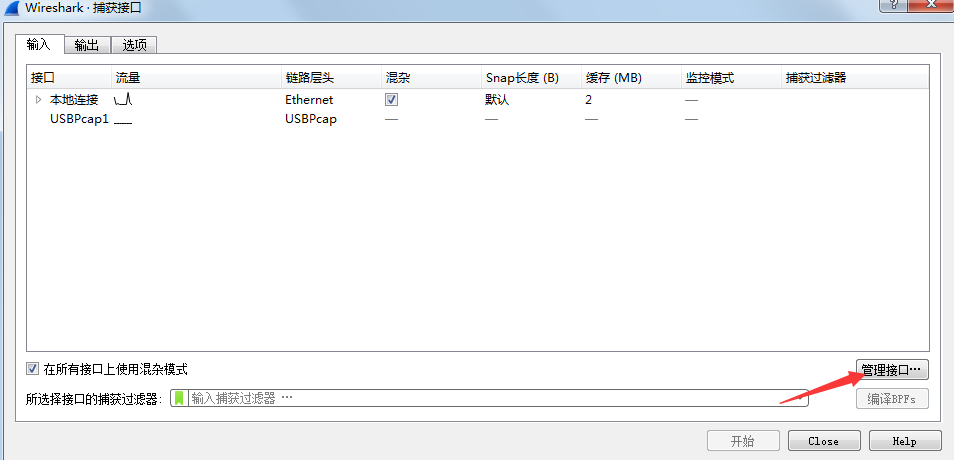 Wireshark · 捕获接口
输入 输出 选项
接口 流量 链路层头 混杂 Snap长度 (B) 缓存 (MB) 监控模式 捕获过滤器
本地连接 Ethernet 默认 2 —
USBPcap1 USBPcap — — — —
在所有接口上使用混杂模式 管理接口…
所选择接口的捕获过滤器: 输入捕获过滤器 … 编译BPFs
开始 Close Help